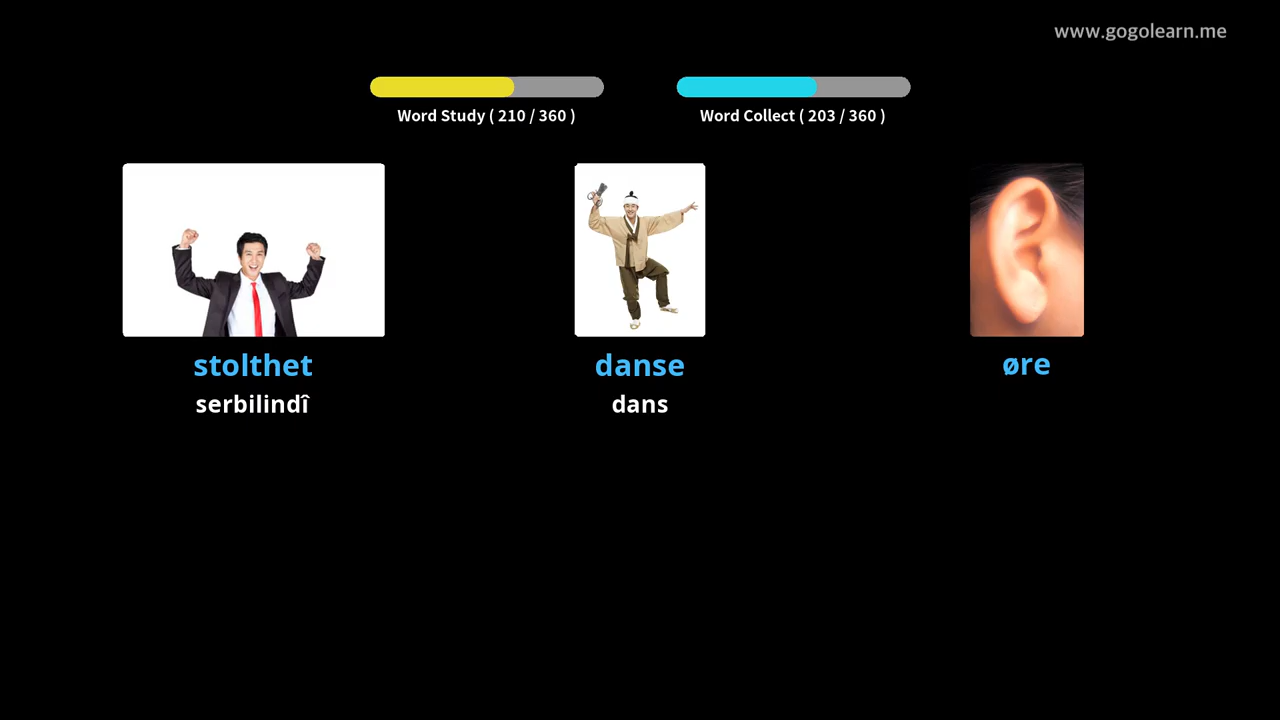 www.gogolearn.me
Word Study ( 210 / 360 )
Word Collect ( 203 / 360 )
stolthet
serbilindî
danse
dans
øre